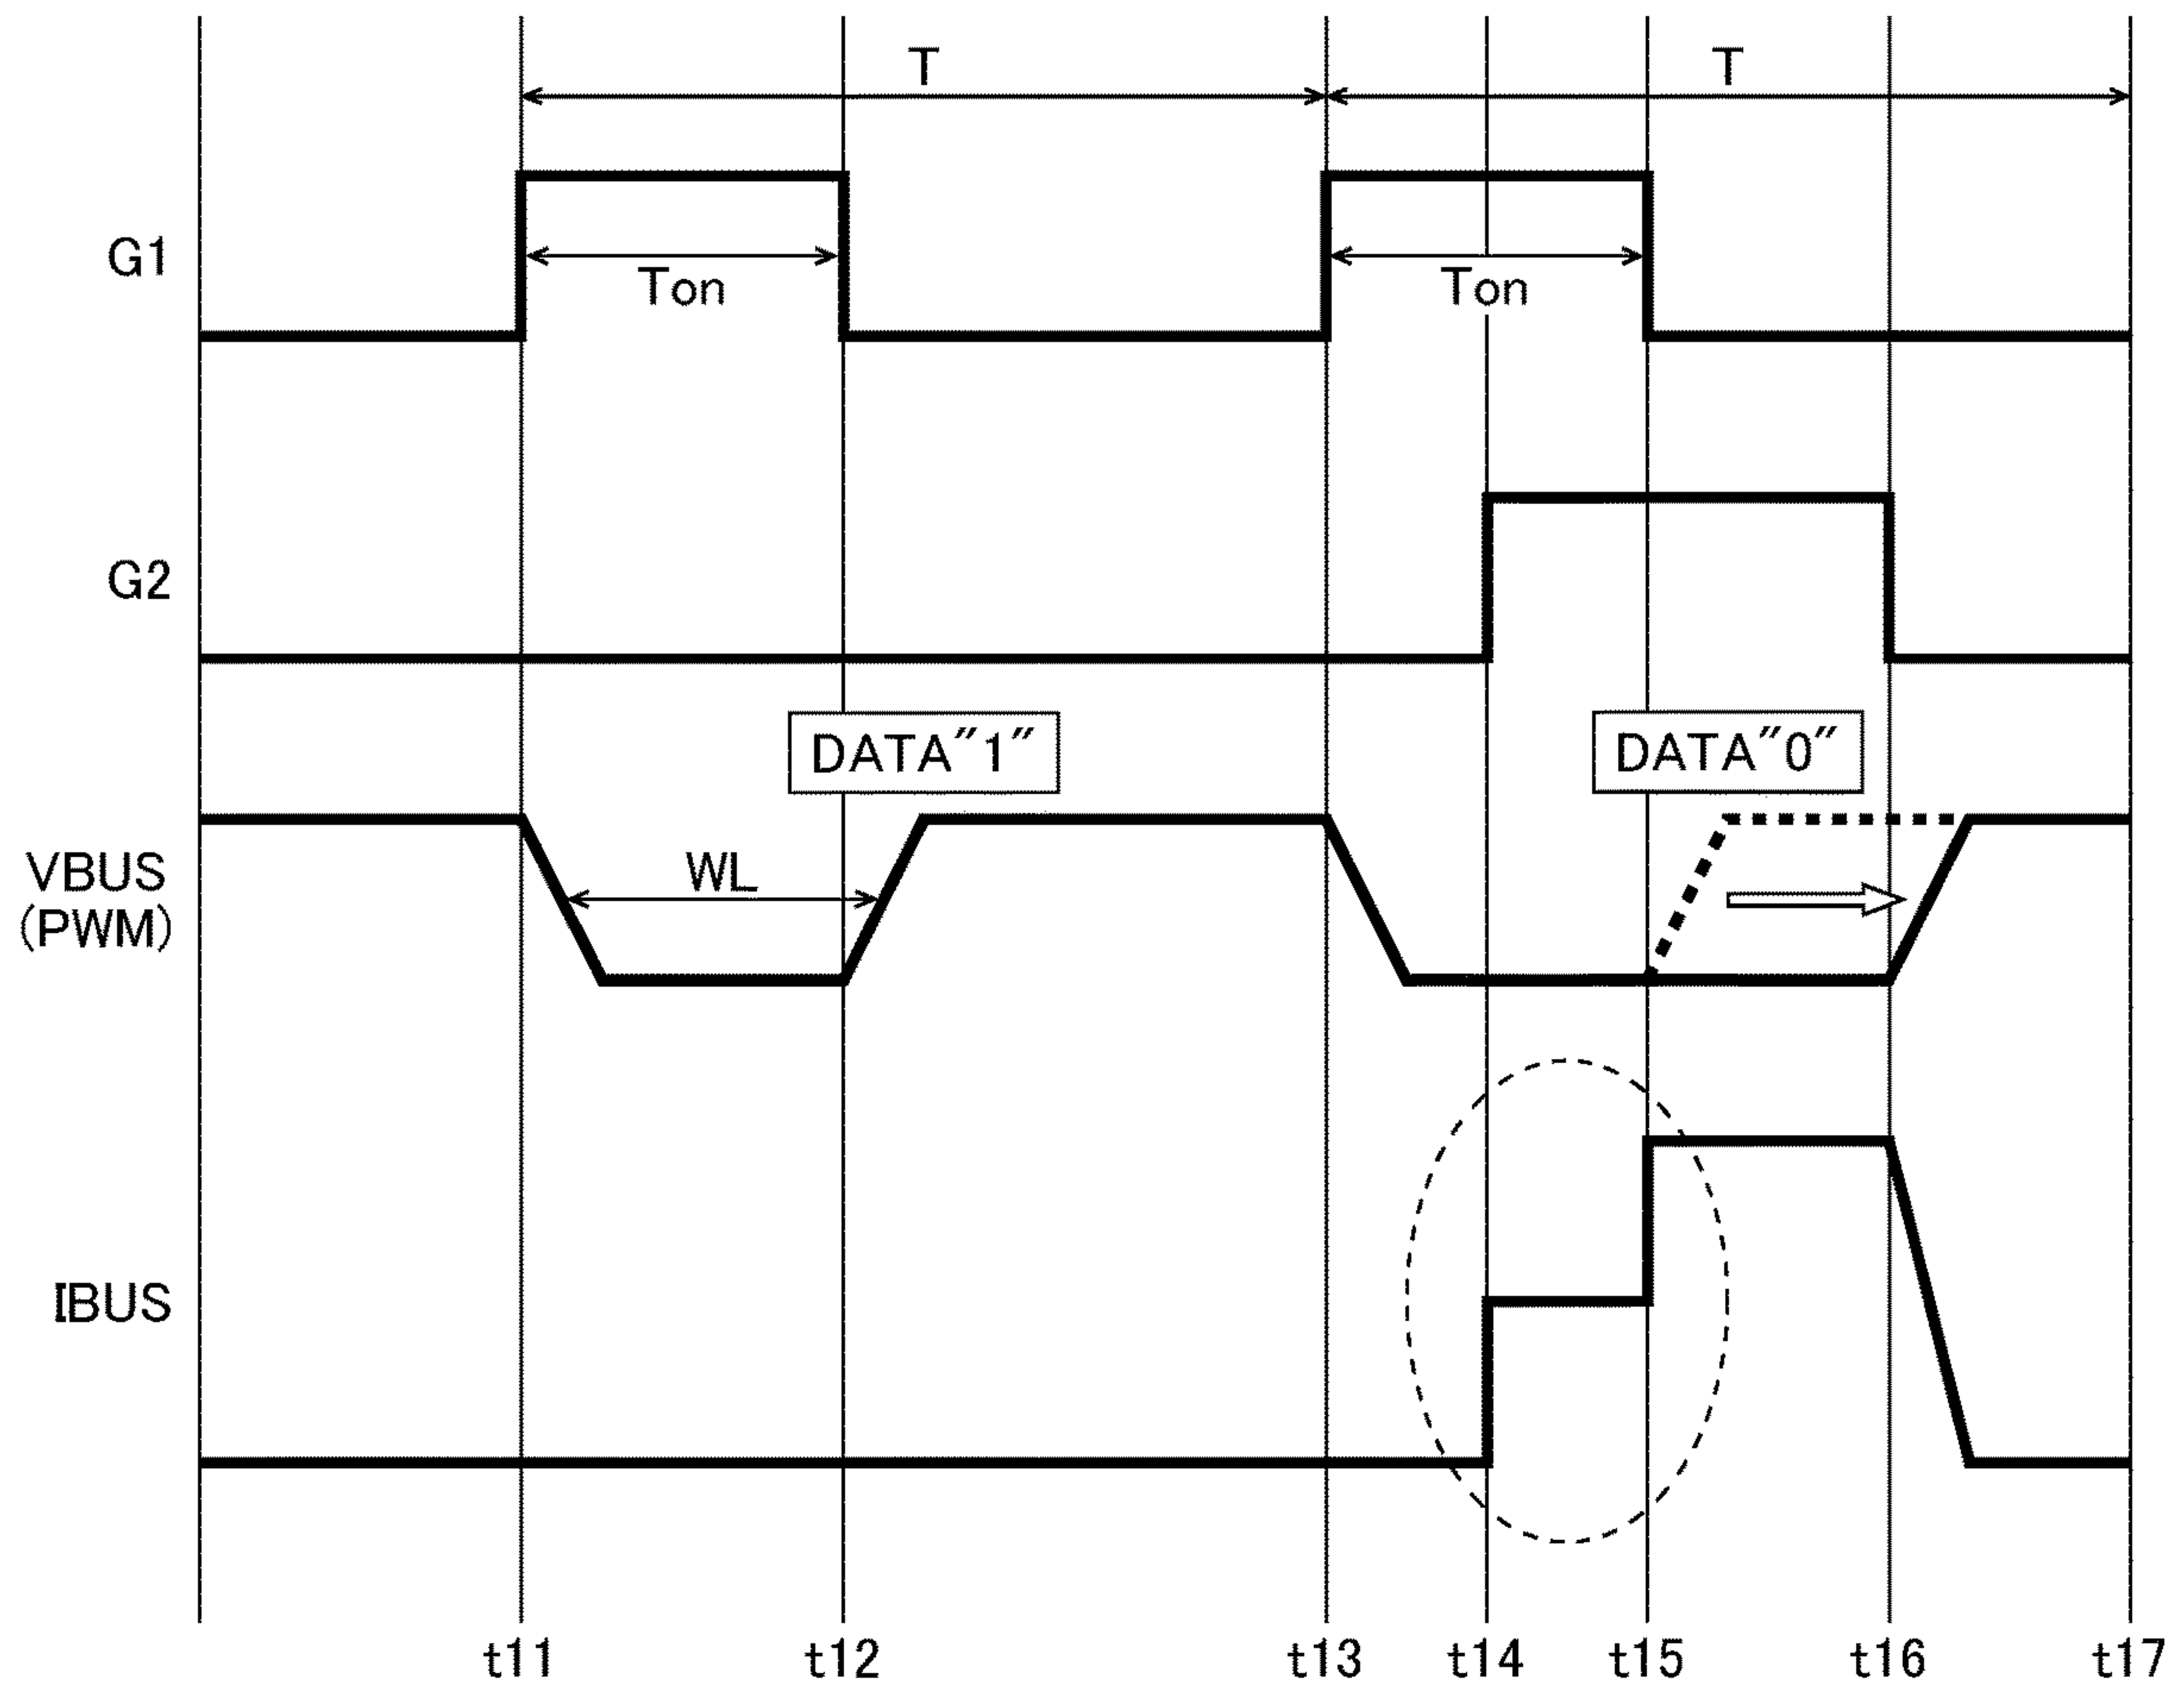 T T
G1
Ton Ton
G2
DATA"1" DATA"0"
VBUS
(PWM)
WL
IBUS
t11 t12 t13 t14 t15 t16 t17